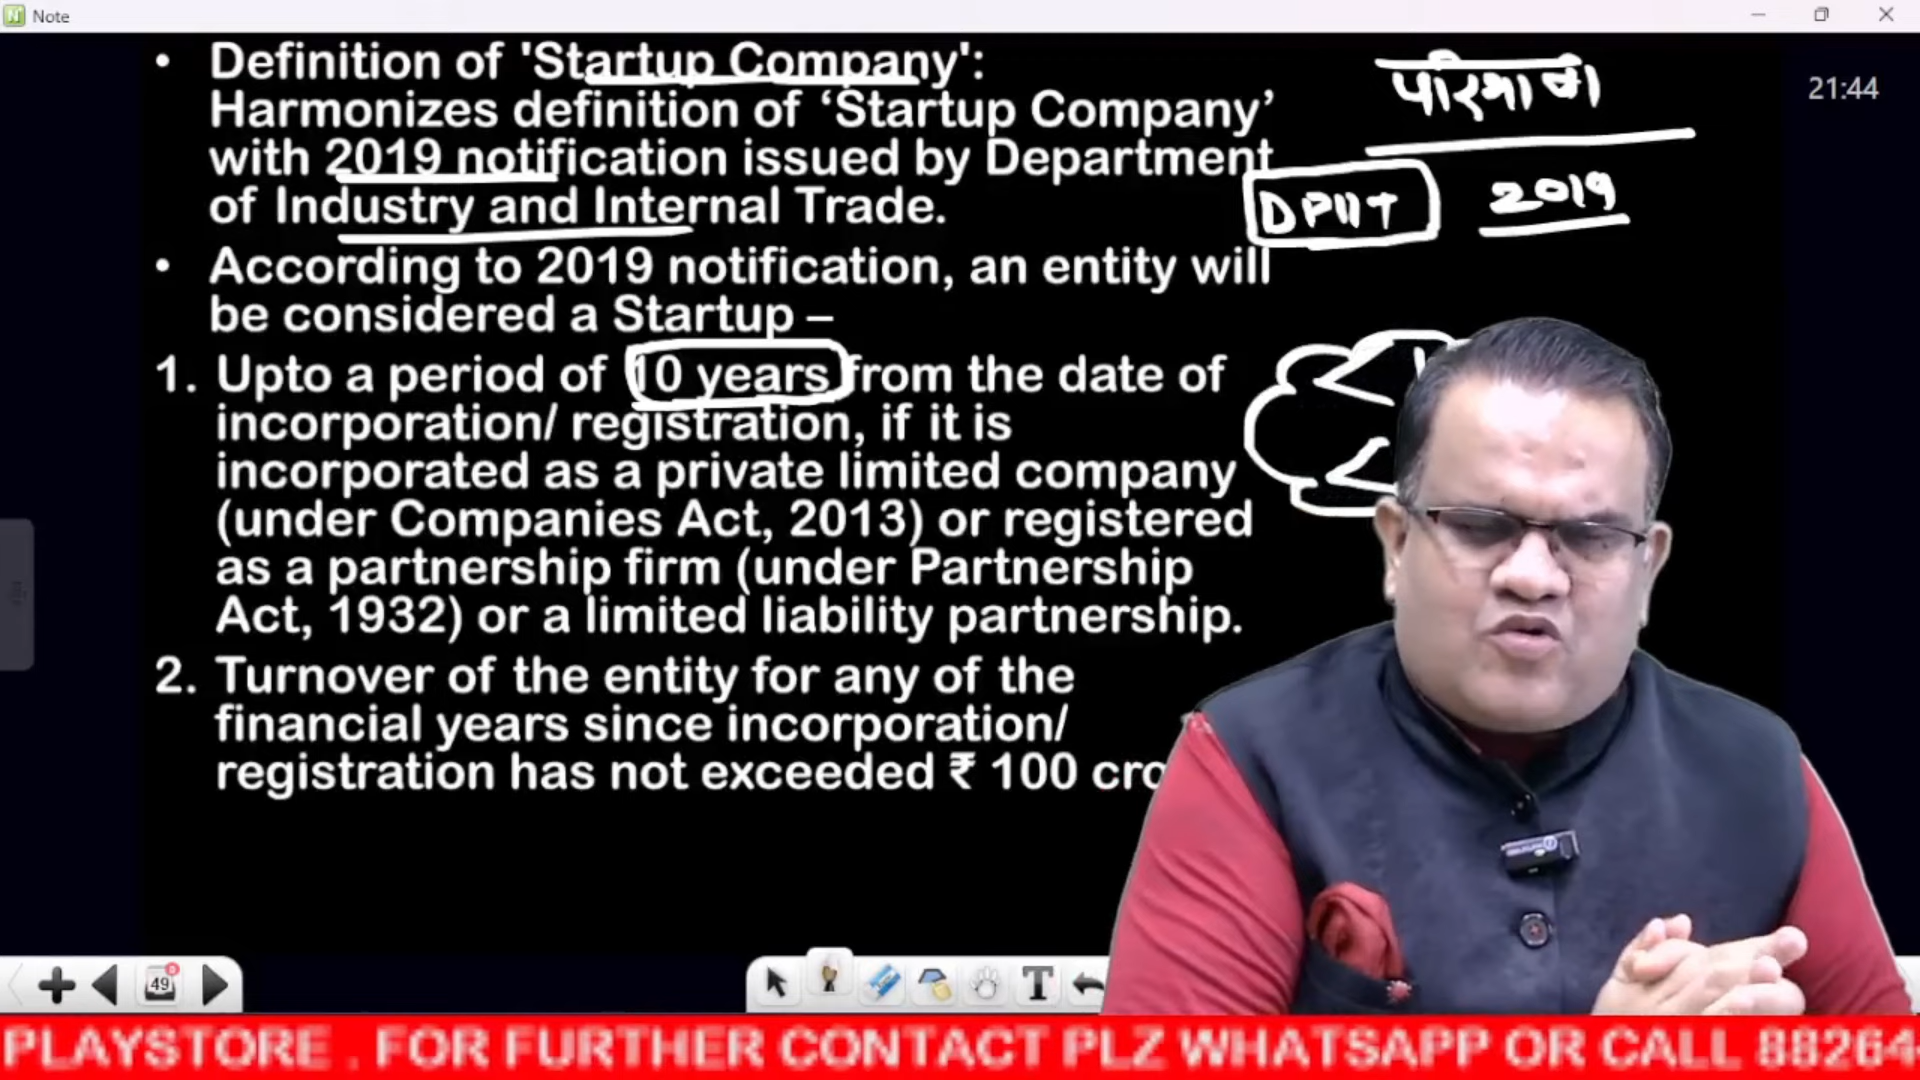 Note
• Definition of 'Startup Company':
Harmonizes definition of ‘Startup Company’
with 2019 notification issued by Department
of Industry and Internal Trade.
परिभाषा
DPIIT 2019
21:44
• According to 2019 notification, an entity will
be considered a Startup –
1. Upto a period of 10 years from the date of
incorporation/ registration, if it is
incorporated as a private limited company
(under Companies Act, 2013) or registered
as a partnership firm (under Partnership
Act, 1932) or a limited liability partnership.
2. Turnover of the entity for any of the
financial years since incorporation/
registration has not exceeded ₹ 100 cro
49
T
PLAYSTORE . FOR FURTHER CONTACT PLZ WHATSAPP OR CALL 88264